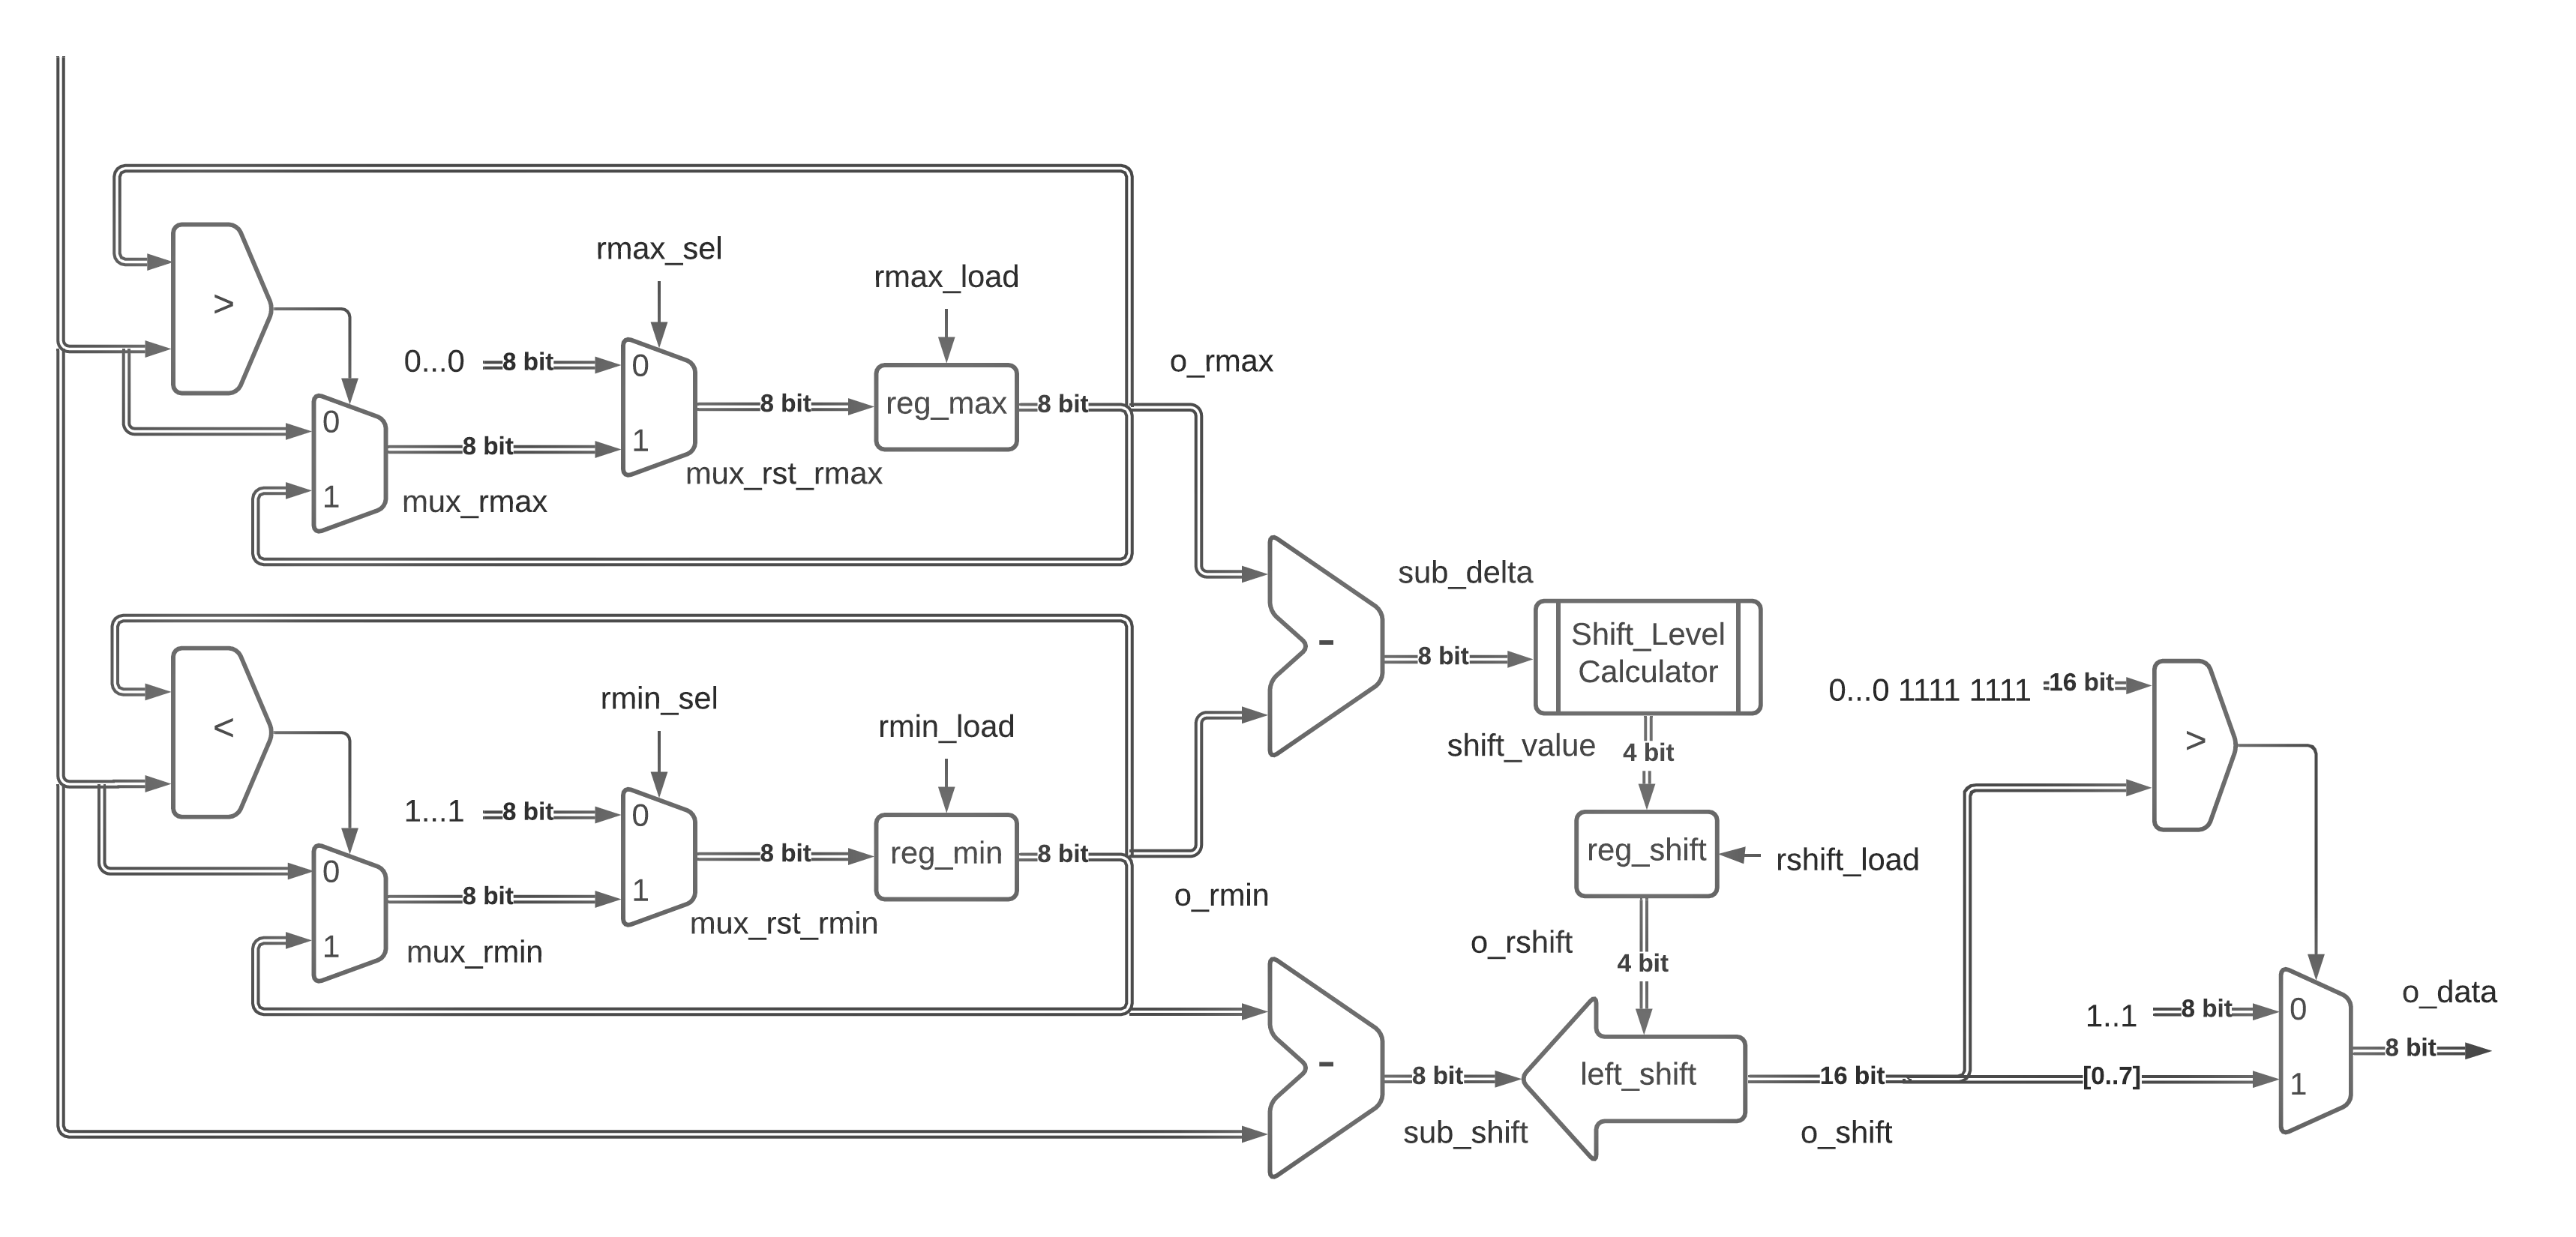 rmax_sel
rmax_load
>
0...0
8 bit
0
1
8 bit
reg_max
8 bit
o_rmax
0
1
8 bit
mux_rst_rmax
mux_rmax
sub_delta
-
8 bit
Shift_Level
Calculator
<
rmin_sel
rmin_load
shift_value
4 bit
0...0 1111 1111
16 bit
>
1...1
8 bit
0
1
8 bit
reg_min
8 bit
o_rmin
reg_shift
rshift_load
0
1
8 bit
mux_rst_rmin
mux_rmin
o_rshift
4 bit
-
8 bit
sub_shift
left_shift
16 bit
o_shift
[0..7]
1..1
8 bit
0
1
o_data
8 bit